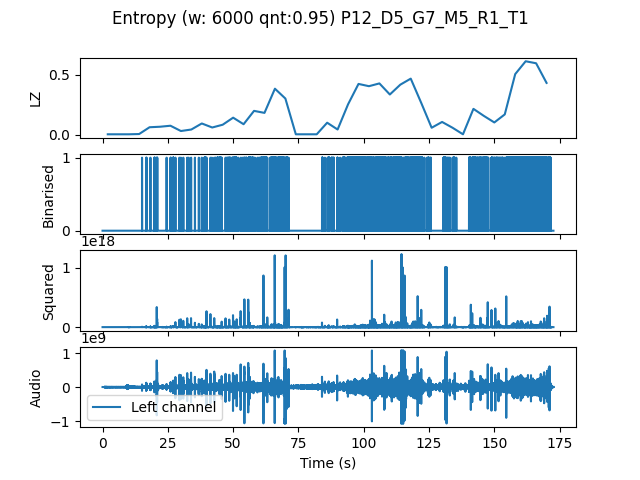 Entropy (w: 6000 qnt:0.95) P12_D5_G7_M5_R1_T1
0.5
0.0
LZ
1
0
Binarised
1e18
1
0
Squared
1e9
1
0
−1
Audio
Left channel
0 25 50 75 100 125 150 175
Time (s)